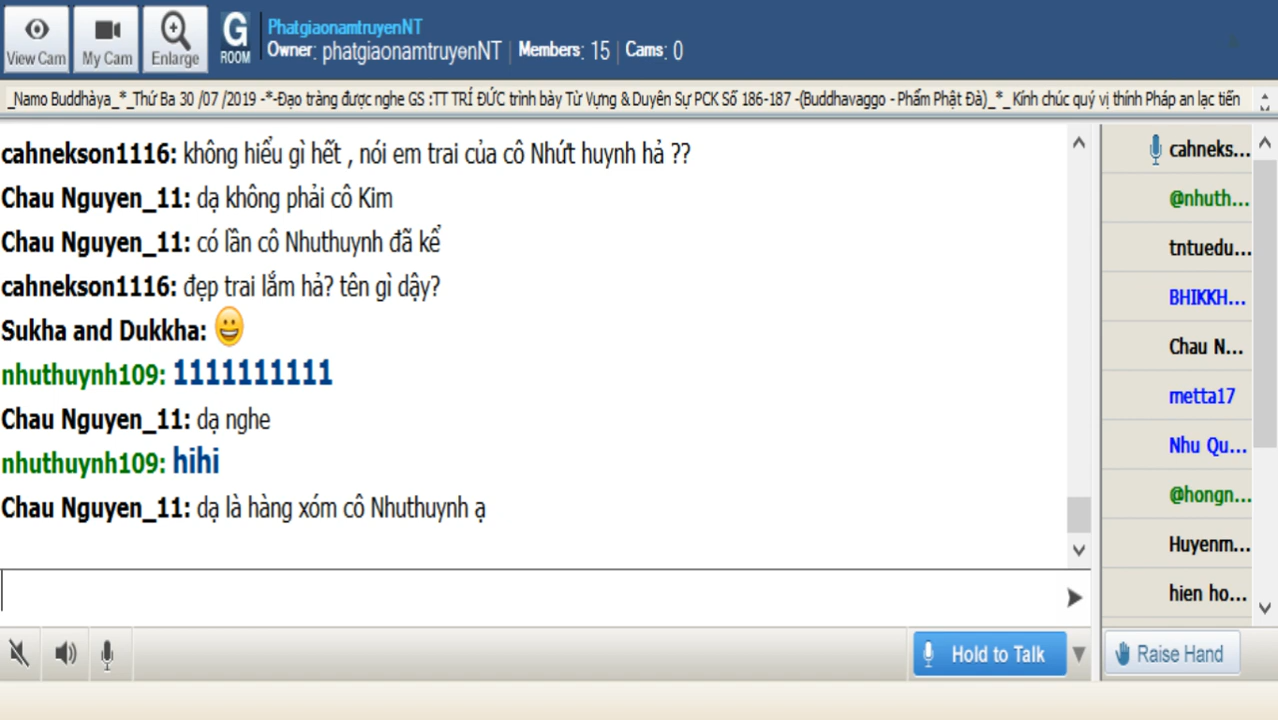 View Cam
My Cam
Enlarge
G
ROOM
PhatgiaonamtruyenNT
Owner: phatgiaonamtruyenNT | Members: 15 | Cams: 0
_Namo Buddhàya_*_Thứ Ba 30 /07 /2019 -*-Đạo tràng được nghe GS :TT TRÍ ĐỨC trình bày Từ Vựng & Duyên Sự PCK Số 186-187 -(Buddhavaggo - Phẩm Phật Đà)_*_ Kính chúc quý vị thính Pháp an lạc tiến
cahnekson1116: không hiểu gì hết , nói em trai của cô Nhứt huynh hả ??
Chau Nguyen_11: dạ không phải cô Kim
Chau Nguyen_11: có lần cô Nhuthuynh đã kể
cahnekson1116: đẹp trai lắm hả? tên gì dậy?
Sukha and Dukkha: 😀
nhuthuynh109: 1111111111
Chau Nguyen_11: dạ nghe
nhuthuynh109: hihi
Chau Nguyen_11: dạ là hàng xóm cô Nhuthuynh ạ
cahneks...
@nhuth...
tntuedu...
BHIKKH...
Chau N...
metta17
Nhu Qu...
@hongn...
Huyenm...
hien ho...
Hold to Talk
Raise Hand